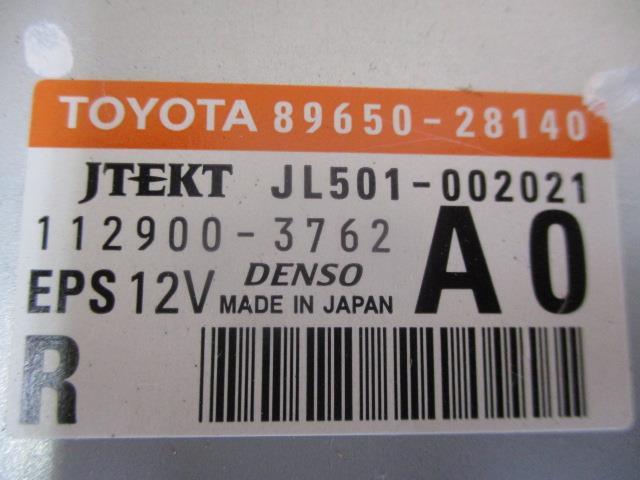 TOYOTA 89650-28140
JTEKT JL501-002021
112900-3762
EPS 12V DENSO MADE IN JAPAN A0
R